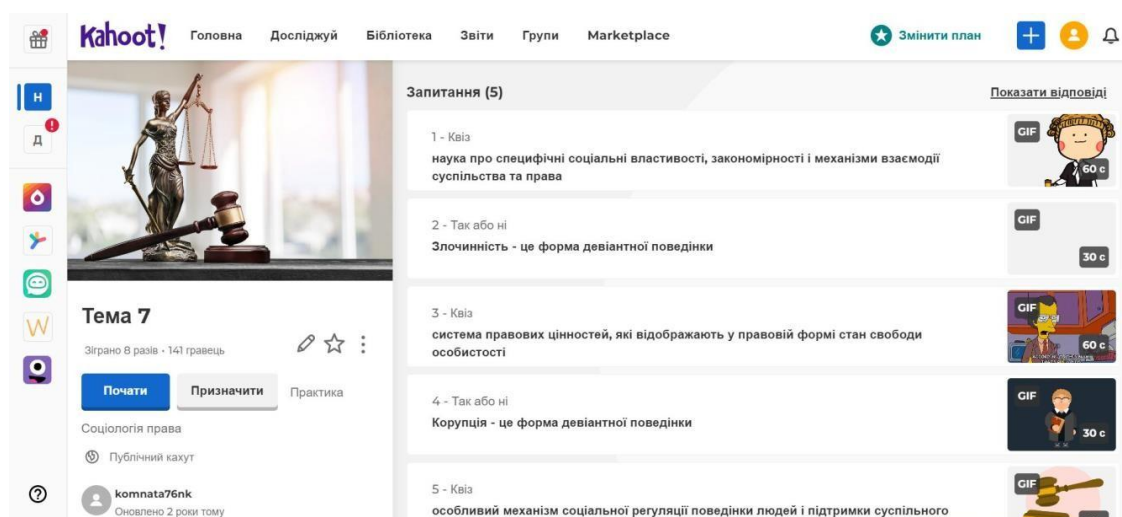 Kahoot!
Головна Досліджуй Бібліотека Звіти Групи Marketplace
Змінити план
Н
Д
Запитання (5)
Показати відповіді
1 - Квіз
наука про специфічні соціальні властивості, закономірності і механізми взаємодії
суспільства та права
GIF
60 с
2 - Так або ні
Злочинність - це форма девіантної поведінки
GIF
30 с
3 - Квіз
система правових цінностей, які відображають у правовій формі стан свободи
особистості
GIF
60 с
4 - Так або ні
Корупція - це форма девіантної поведінки
GIF
30 с
5 - Квіз
особливий механізм соціальної регуляції поведінки людей і підтримки суспільного
GIF
Тема 7
Зіграно 8 разів · 141 гравець
Почати
Призначити
Практика
Соціологія права
Публічний кахут
komnata76nk
Оновлено 2 роки тому